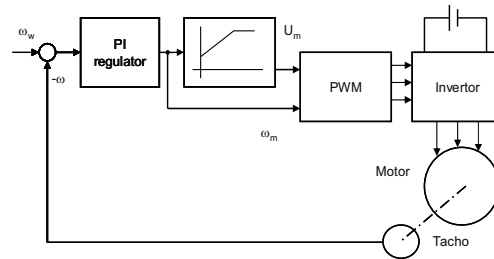 ω_w
-ω
PI
regulator
U_m
ω_m
PWM
Invertor
Motor
Tacho